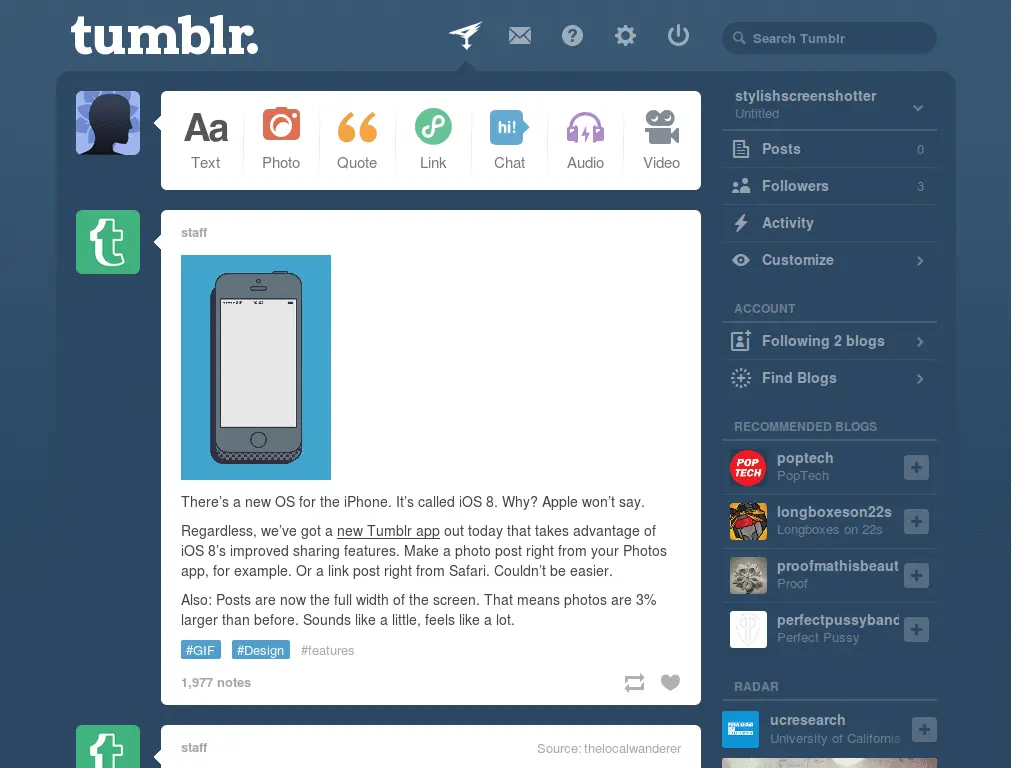 tumblr.
Search Tumblr
Aa
hi!
Text
Photo
Quote
Link
Chat
Audio
Video
t
staff
There's a new OS for the iPhone. It's called iOS 8. Why? Apple won't say.
Regardless, we've got a new Tumblr app out today that takes advantage of
iOS 8's improved sharing features. Make a photo post right from your Photos
app, for example. Or a link post right from Safari. Couldn't be easier.
Also: Posts are now the full width of the screen. That means photos are 3%
larger than before. Sounds like a little, feels like a lot.
#GIF #Design #features
1,977 notes
t
staff
Source: thelocalwanderer
stylishscreenshotter
Untitled
Posts 0
Followers 3
Activity
Customize
ACCOUNT
Following 2 blogs
Find Blogs
RECOMMENDED BLOGS
POP
TECH
poptech
PopTech
longboxeson22s
Longboxes on 22s
proofmathisbeaut
Proof
perfectpussyband
Perfect Pussy
RADAR
ucresearch
University of California